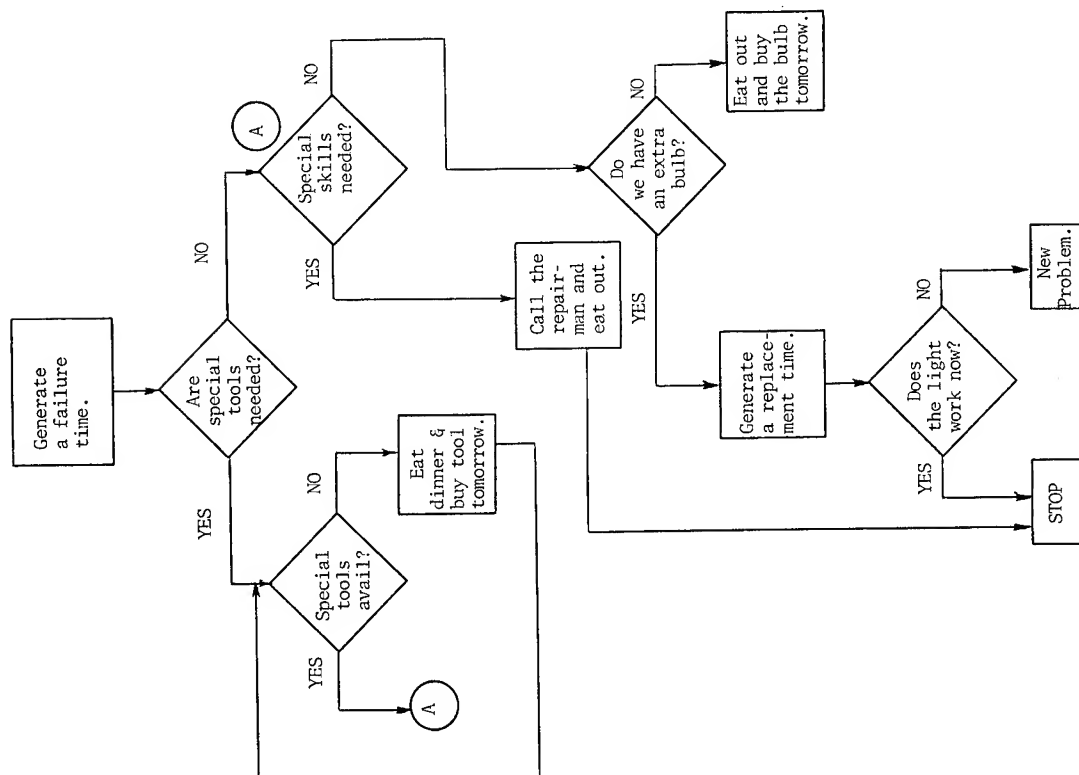 Generate
a failure
time.
Are
special
tools
needed?
YES
NO
Special
tools
avail?
YES
NO
A
Eat
dinner &
buy tool
tomorrow.
A
Special
skills
needed?
YES
NO
Call the
repair-
man and
eat out.
Do
we have
an extra
bulb?
YES
NO
Eat out
and buy
the bulb
tomorrow.
Generate
a replace-
ment time.
Does
the light
work now?
YES
NO
STOP
New
Problem.